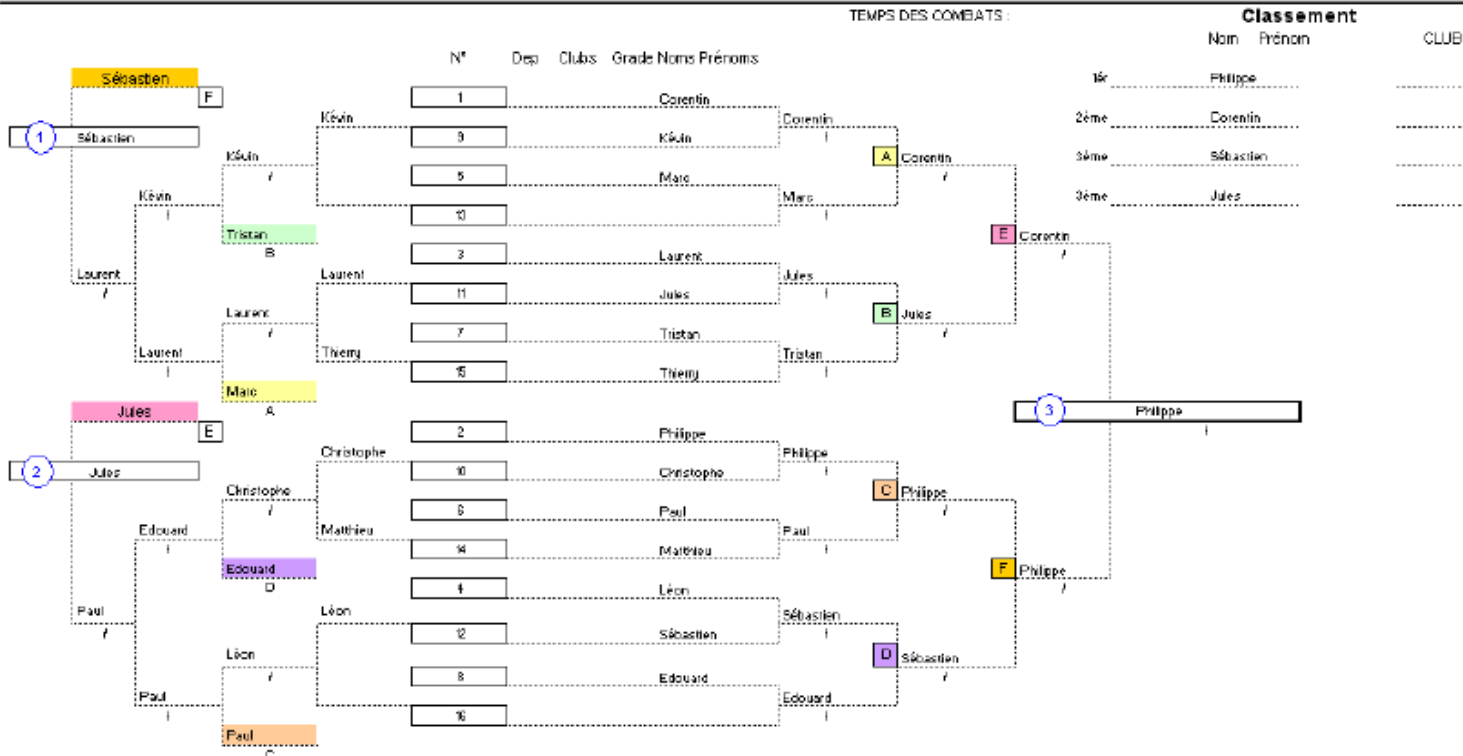 TEMPS DES COMBATS :
Classement
Nom Prénom CLUB
N° Dep Clubs Grade Noms Prénoms
1ér Philippe
2ème Corentin
3ème Sébastien
3ème Jules
Sébastien
F
1 Sébastien
Kévin
Kévin
/
Kévin
/
Tristan
B
Laurent
/
Laurent
Laurent
/
Laurent
/
Thierry
Marc
A
1 Corentin
9 Kévin
5 Marc
13
3 Laurent
11 Jules
7 Tristan
15 Thierry
Corentin
/
A Corentin
/
Marc
/
E Corentin
/
Jules
/
B Jules
/
Tristan
/
3 Philippe
/
Jules
E
2 Jules
Christophe
Christophe
/
Matthieu
Edouard
/
Edouard
D
Paul
/
Léon
Léon
/
Paul
/
Paul
C
2 Philippe
10 Christophe
6 Paul
14 Matthieu
4 Léon
12 Sébastien
8 Edouard
16
Philippe
/
C Philippe
/
Paul
/
F Philippe
/
Sébastien
/
D Sébastien
/
Edouard
/